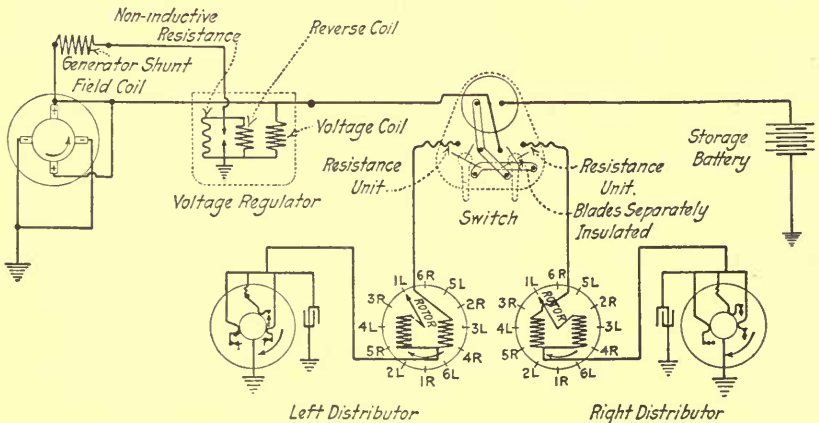 Non-inductive
Resistance
Reverse Coil
Generator Shunt
Field Coil
+
-
-
+
Voltage Coil
Voltage Regulator
Resistance
Unit
Switch
Resistance
Unit.
Blades Separately
Insulated
Storage
Battery
6R
1L
5L
3R
2R
4L
3L
5R
4R
2L
6L
1R
ROTOR
6R
1L
5L
3R
2R
4L
3L
5R
4R
2L
6L
1R
ROTOR
Left Distributor
Right Distributor